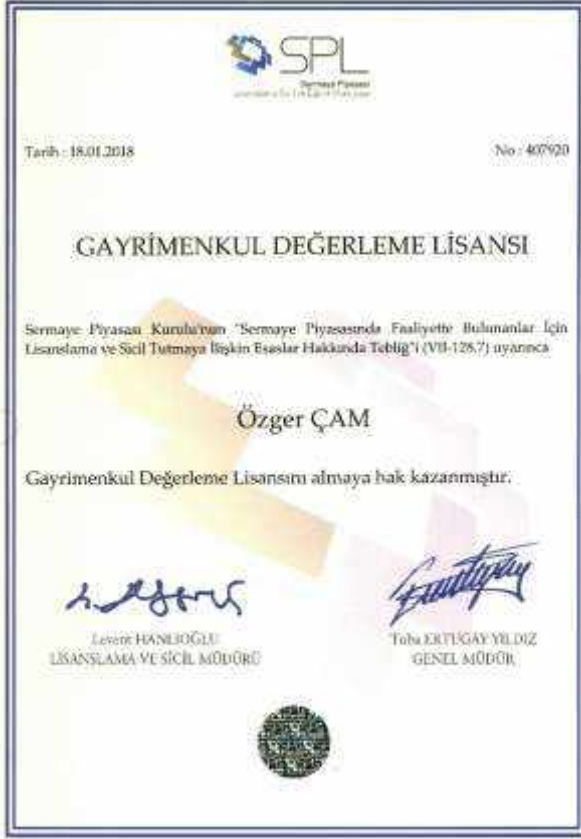 SPL
Sermaye Piyasası
Tarih : 18.01.2018
No : 407920
GAYRİMENKUL DEĞERLEME LİSANSI
Sermaye Piyasası Kurulu'nun "Sermaye Piyasasında Faaliyette Bulunanlar İçin
Lisanslama ve Sicil Tutmaya İlişkin Esaslar Hakkında Tebliğ"i (VII-128.7) uyarınca
Özger ÇAM
Gayrimenkul Değerleme Lisansını almaya hak kazanmıştır.
Levent HANLIOĞLU
LİSANSLAMA VE SİCİL MÜDÜRÜ
Tuba ERTUGAY YILDIZ
GENEL MÜDÜR